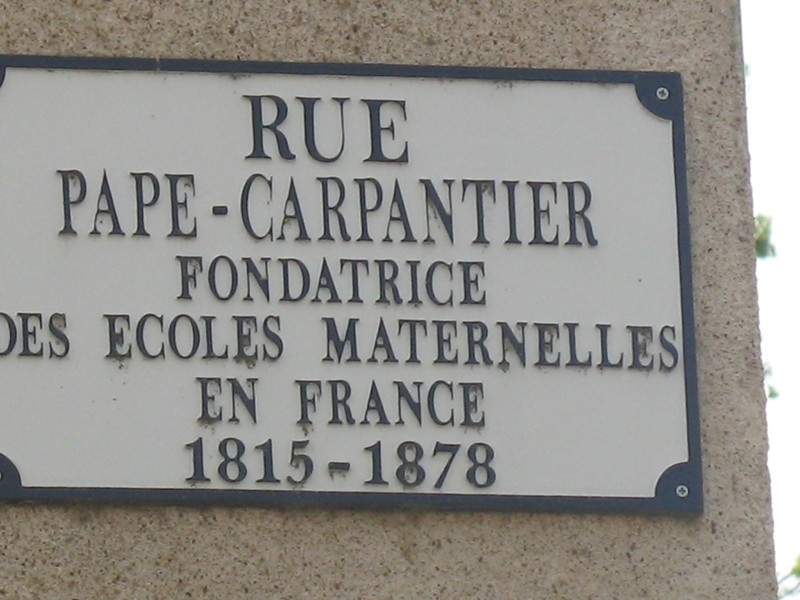 RUE
PAPE-CARPANTIER
FONDATRICE
DES ECOLES MATERNELLES
EN FRANCE
1815-1878